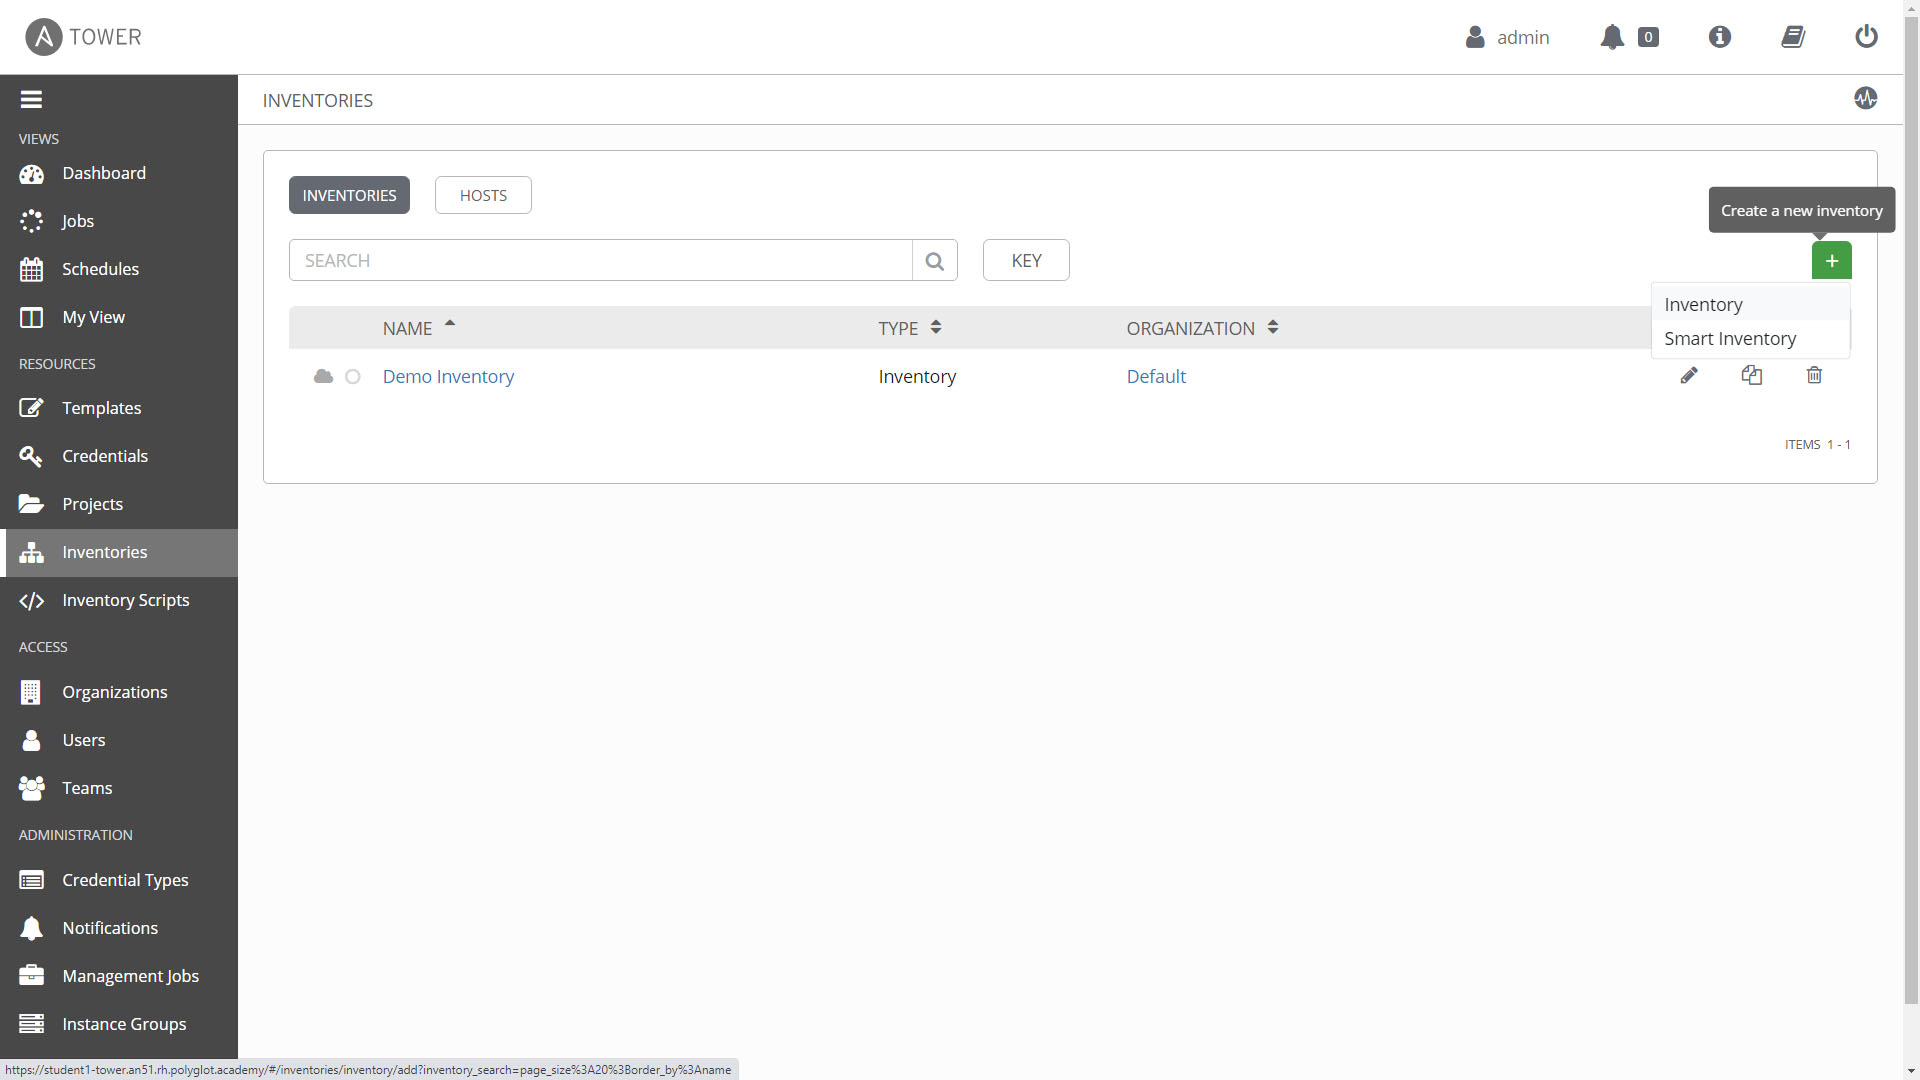 TOWER
admin
0
INVENTORIES
VIEWS
Dashboard
Jobs
Schedules
My View
RESOURCES
Templates
Credentials
Projects
Inventories
Inventory Scripts
ACCESS
Organizations
Users
Teams
ADMINISTRATION
Credential Types
Notifications
Management Jobs
Instance Groups
INVENTORIES HOSTS
Create a new inventory
SEARCH KEY +
Inventory
Smart Inventory
NAME TYPE ORGANIZATION
Demo Inventory Inventory Default
ITEMS 1 - 1
https://student1-tower.an51.rh.polyglot.academy/#/inventories/inventory/add?inventory_search=page_size%3A20%3Border_by%3Aname